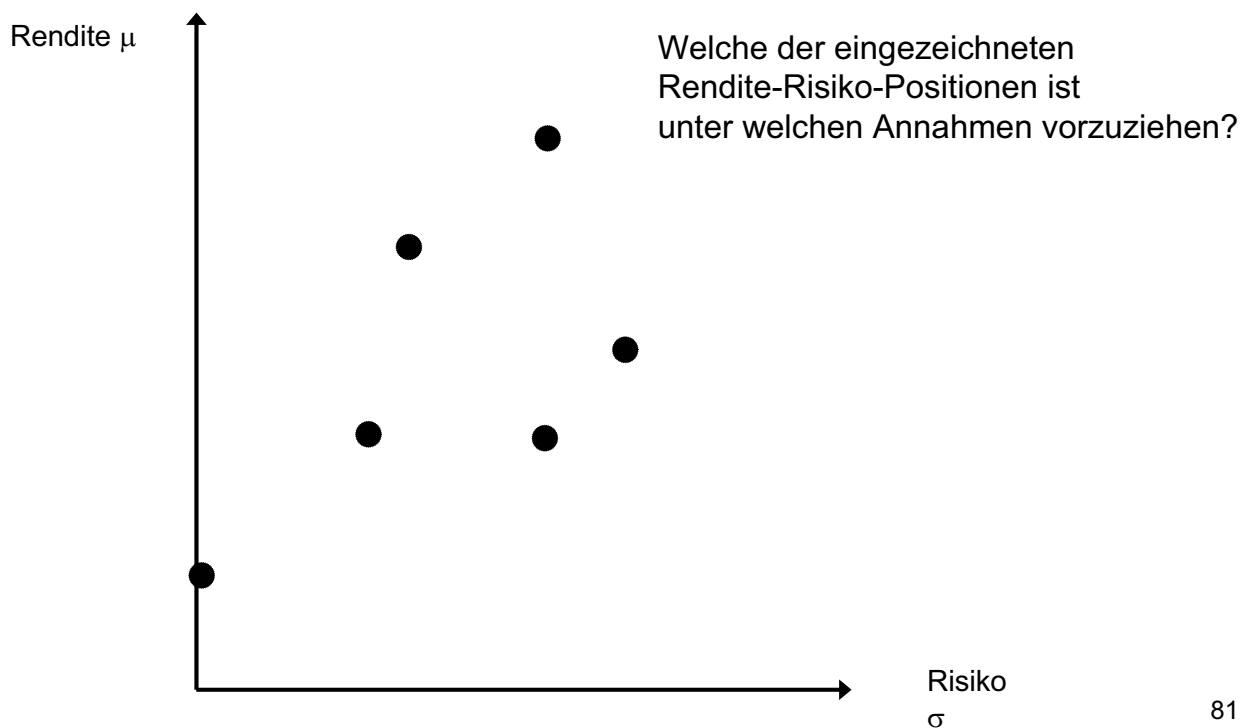 Rendite μ
Welche der eingezeichneten
Rendite-Risiko-Positionen ist
unter welchen Annahmen vorzuziehen?
Risiko
σ
81